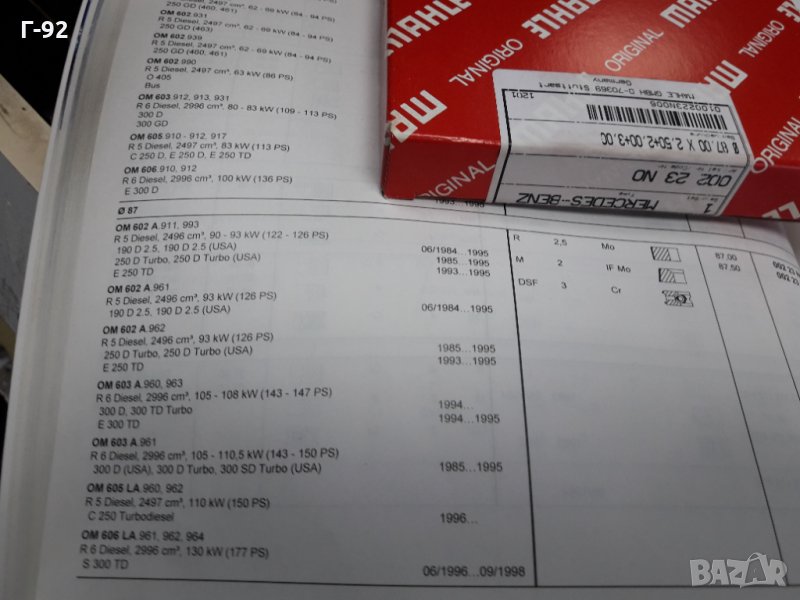 Г-92
250 GD (460, 461)
OM 602.931
R 5 Diesel, 2497 cm³, 62 - 69 kW (84 - 94 PS)
250 GD (463)
OM 602.939
R 5 Diesel, 2497 cm³, 62 - 69 kW (84 - 94 PS)
250 GD (460, 461)
OM 602.990
R 5 Diesel, 2497 cm³, 63 kW (86 PS)
O 405
Bus
OM 603 912, 913, 931
R 6 Diesel, 2996 cm³, 80 - 83 kW (109 - 113 PS)
300 D
300 GD
OM 605.910 - 912, 917
R 5 Diesel, 2497 cm³, 83 kW (113 PS)
C 250 D, E 250 D, E 250 TD
OM 606.910, 912
R 6 Diesel, 2996 cm³, 100 kW (136 PS)
E 300 D
1995...1995
Ø 87
OM 602 A.911, 993
R 5 Diesel, 2496 cm³, 90 - 93 kW (122 - 126 PS)
190 D 2.5, 190 D 2.5 (USA) 06/1984...1995
250 D Turbo, 250 D Turbo (USA) 1985...1995
E 250 TD 1993...1995
OM 602 A.961
R 5 Diesel, 2496 cm³, 93 kW (126 PS)
190 D 2.5, 190 D 2.5 (USA) 06/1984...1995
OM 602 A.962
R 5 Diesel, 2496 cm³, 93 kW (126 PS)
250 D Turbo, 250 D Turbo (USA) 1985...1995
E 250 TD 1993...1995
OM 603 A.960, 963
R 6 Diesel, 2996 cm³, 105 - 108 kW (143 - 147 PS)
300 D, 300 TD Turbo 1994...
E 300 TD 1994...1995
OM 603 A.961
R 6 Diesel, 2996 cm³, 105 - 110,5 kW (143 - 150 PS)
300 D (USA), 300 D Turbo, 300 SD Turbo (USA) 1985...1995
OM 605 LA.960, 962
R 5 Diesel, 2497 cm³, 110 kW (150 PS)
C 250 Turbodiesel 1996...
OM 606 LA.961, 962, 964
R 6 Diesel, 2996 cm³, 130 kW (177 PS)
S 300 TD 06/1996...09/1998
R 2,5 Mo 87,00
M 2 IF Mo 87,50
DSF 3 Cr
MAHLE
ORIGINAL
MAHLE
ORIGINAL
MAHLE
ORIGINAL
MAHLE GMBH D-70369 Stuttgart
Germany
1201
01002223N008
Ø 87.00 X 2.50+2.00+3.00
002 23 N0
MERCEDES-BENZ
1
BAZAR